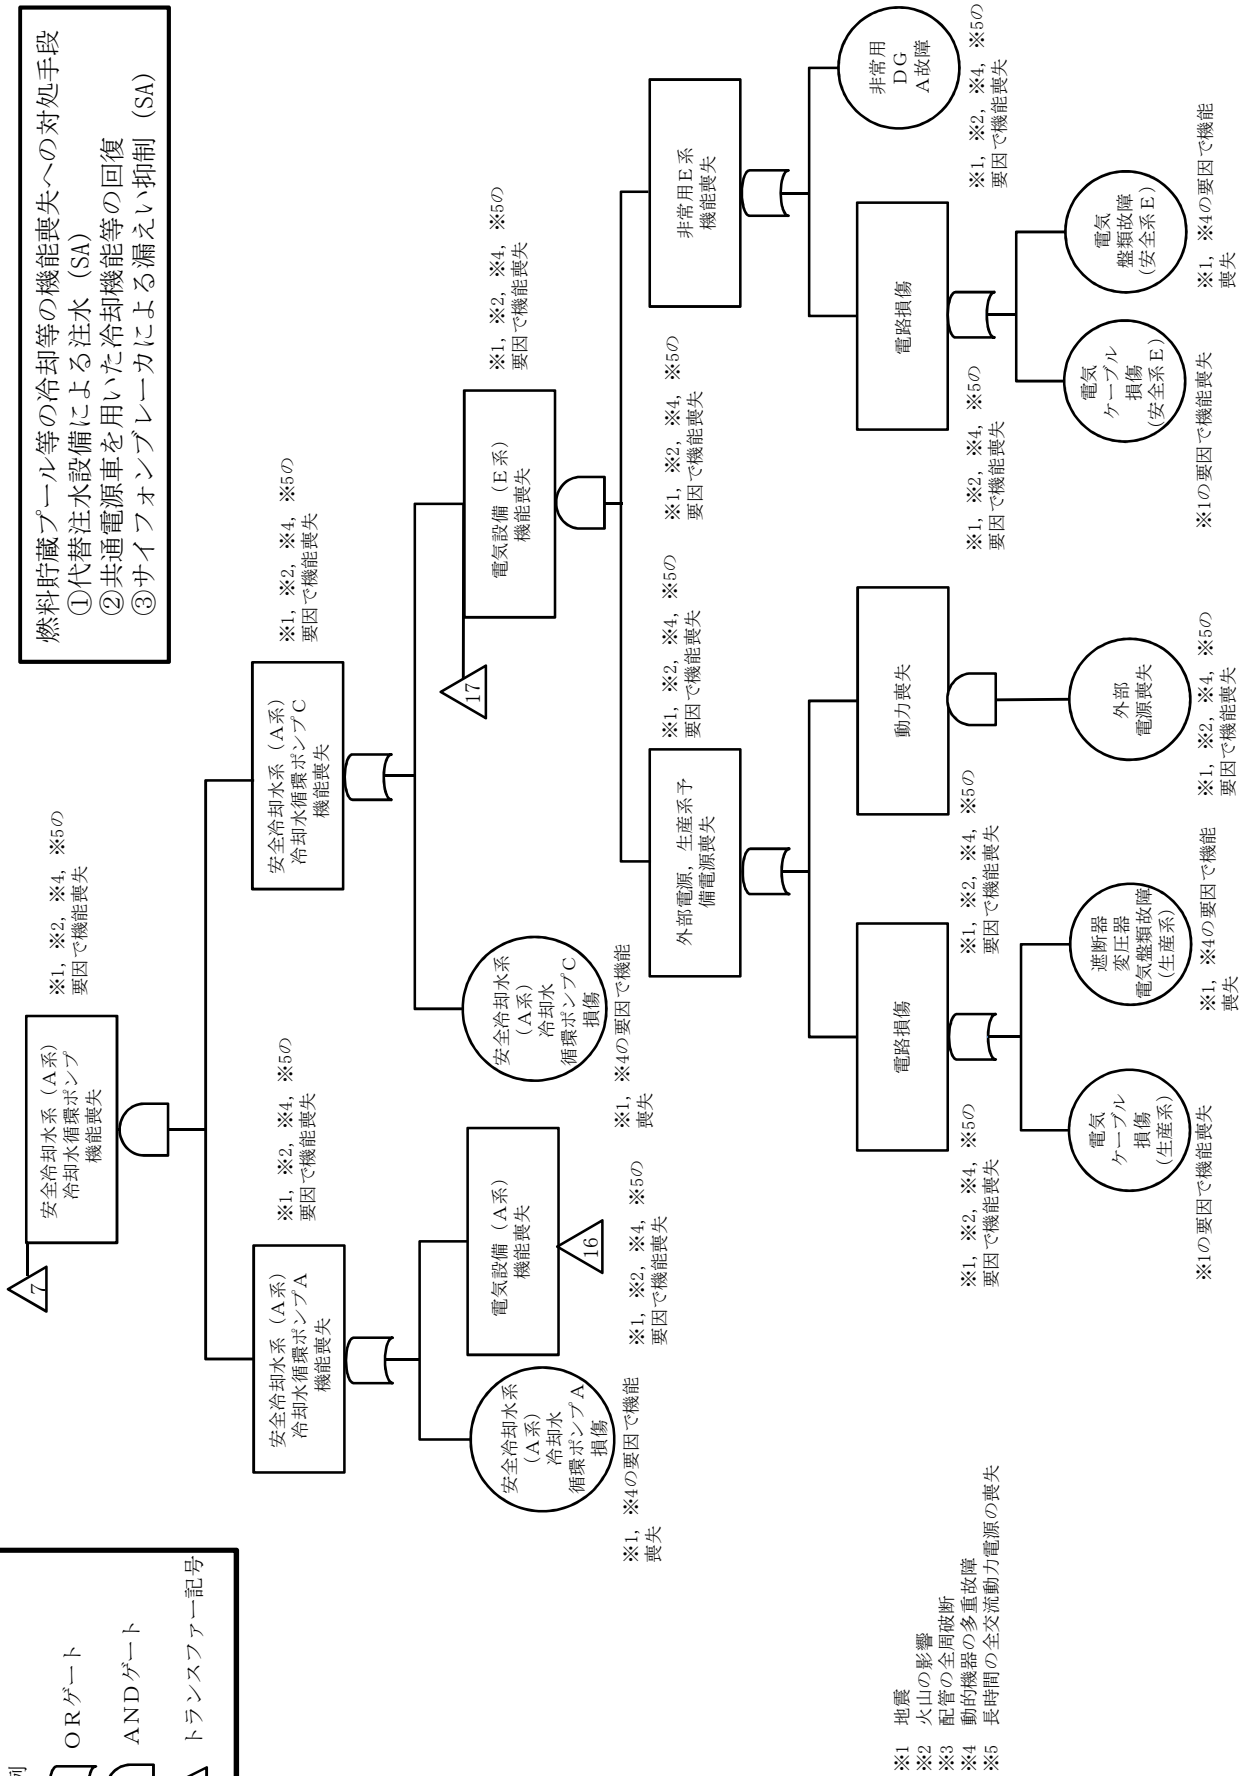 燃料貯蔵プール等の冷却等の機能喪失への対処手段
①代替注水設備による注水（SA）
②共通電源車を用いた冷却機能等の回復
③サイフォンブレーカによる漏えい抑制（SA）
例
ORゲート
ANDゲート
トランスファー記号
7
安全冷却水系（A系）
冷却水循環ポンプ
機能喪失
※1, ※2, ※4, ※5の
要因で機能喪失
安全冷却水系（A系）
冷却水循環ポンプA
機能喪失
※1, ※2, ※4, ※5の
要因で機能喪失
安全冷却水系（A系）
冷却水循環ポンプC
機能喪失
※1, ※2, ※4, ※5の
要因で機能喪失
安全冷却水系
（A系）
冷却水
循環ポンプA
損傷
※1, ※4の要因で機能
喪失
電気設備（A系）
機能喪失
16
※1, ※2, ※4, ※5の
要因で機能喪失
安全冷却水系
（A系）
冷却水
循環ポンプC
損傷
※1, ※4の要因で機能
喪失
17
電気設備（E系）
機能喪失
※1, ※2, ※4, ※5の
要因で機能喪失
外部電源，生産系予
備電源喪失
※1, ※2, ※4, ※5の
要因で機能喪失
非常用E系
機能喪失
※1, ※2, ※4, ※5の
要因で機能喪失
電路損傷
※1, ※2, ※4, ※5の
要因で機能喪失
動力喪失
※1, ※2, ※4, ※5の
要因で機能喪失
電路損傷
※1, ※2, ※4, ※5の
要因で機能喪失
非常用
DG
A故障
※1, ※2, ※4, ※5の
要因で機能喪失
電気
ケーブル
損傷
(生産系)
※1の要因で機能喪失
遮断器
変圧器
電気盤類故障
(生産系)
※1, ※4の要因で機能
喪失
外部
電源喪失
※1, ※2, ※4, ※5の
要因で機能喪失
電気
ケーブル
損傷
(安全系E)
※1の要因で機能喪失
電気
盤類故障
(安全系E)
※1, ※4の要因で機能
喪失
※1 地震
※2 火山の影響
※3 配管の全周破断
※4 動的機器の多重故障
※5 長時間の全交流動力電源の喪失